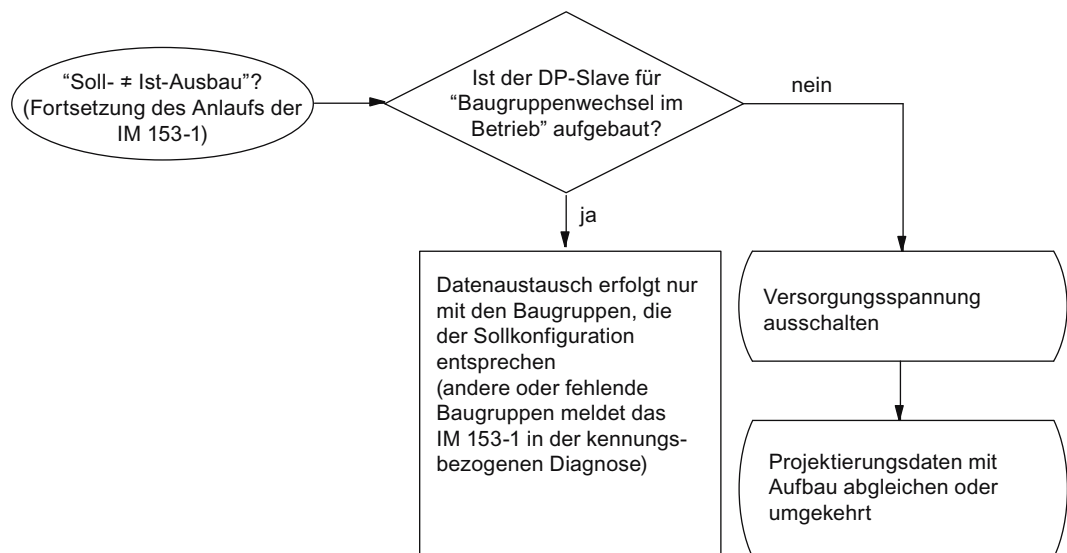 “Soll- ≠ Ist-Ausbau”?
(Fortsetzung des Anlaufs der
IM 153-1)
Ist der DP-Slave für
“Baugruppenwechsel im
Betrieb” aufgebaut?
nein
ja
Datenaustausch erfolgt nur
mit den Baugruppen, die
der Sollkonfiguration
entsprechen
(andere oder fehlende
Baugruppen meldet das
IM 153-1 in der kennungs-
bezogenen Diagnose)
Versorgungsspannung
ausschalten
Projektierungsdaten mit
Aufbau abgleichen oder
umgekehrt